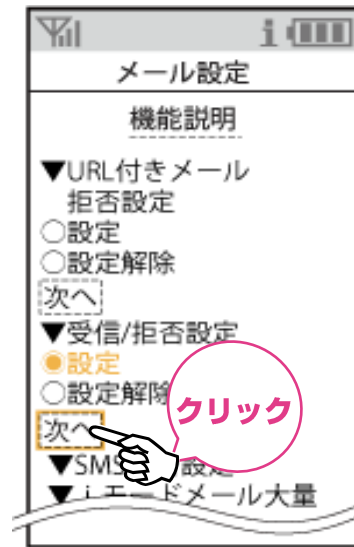 i
メール設定
機能説明
▼URL付きメール
拒否設定
○設定
○設定解除
次へ
▼受信/拒否設定
◉設定
○設定解除
クリック
次へ
▼SMS 設定
▼iモードメール大量